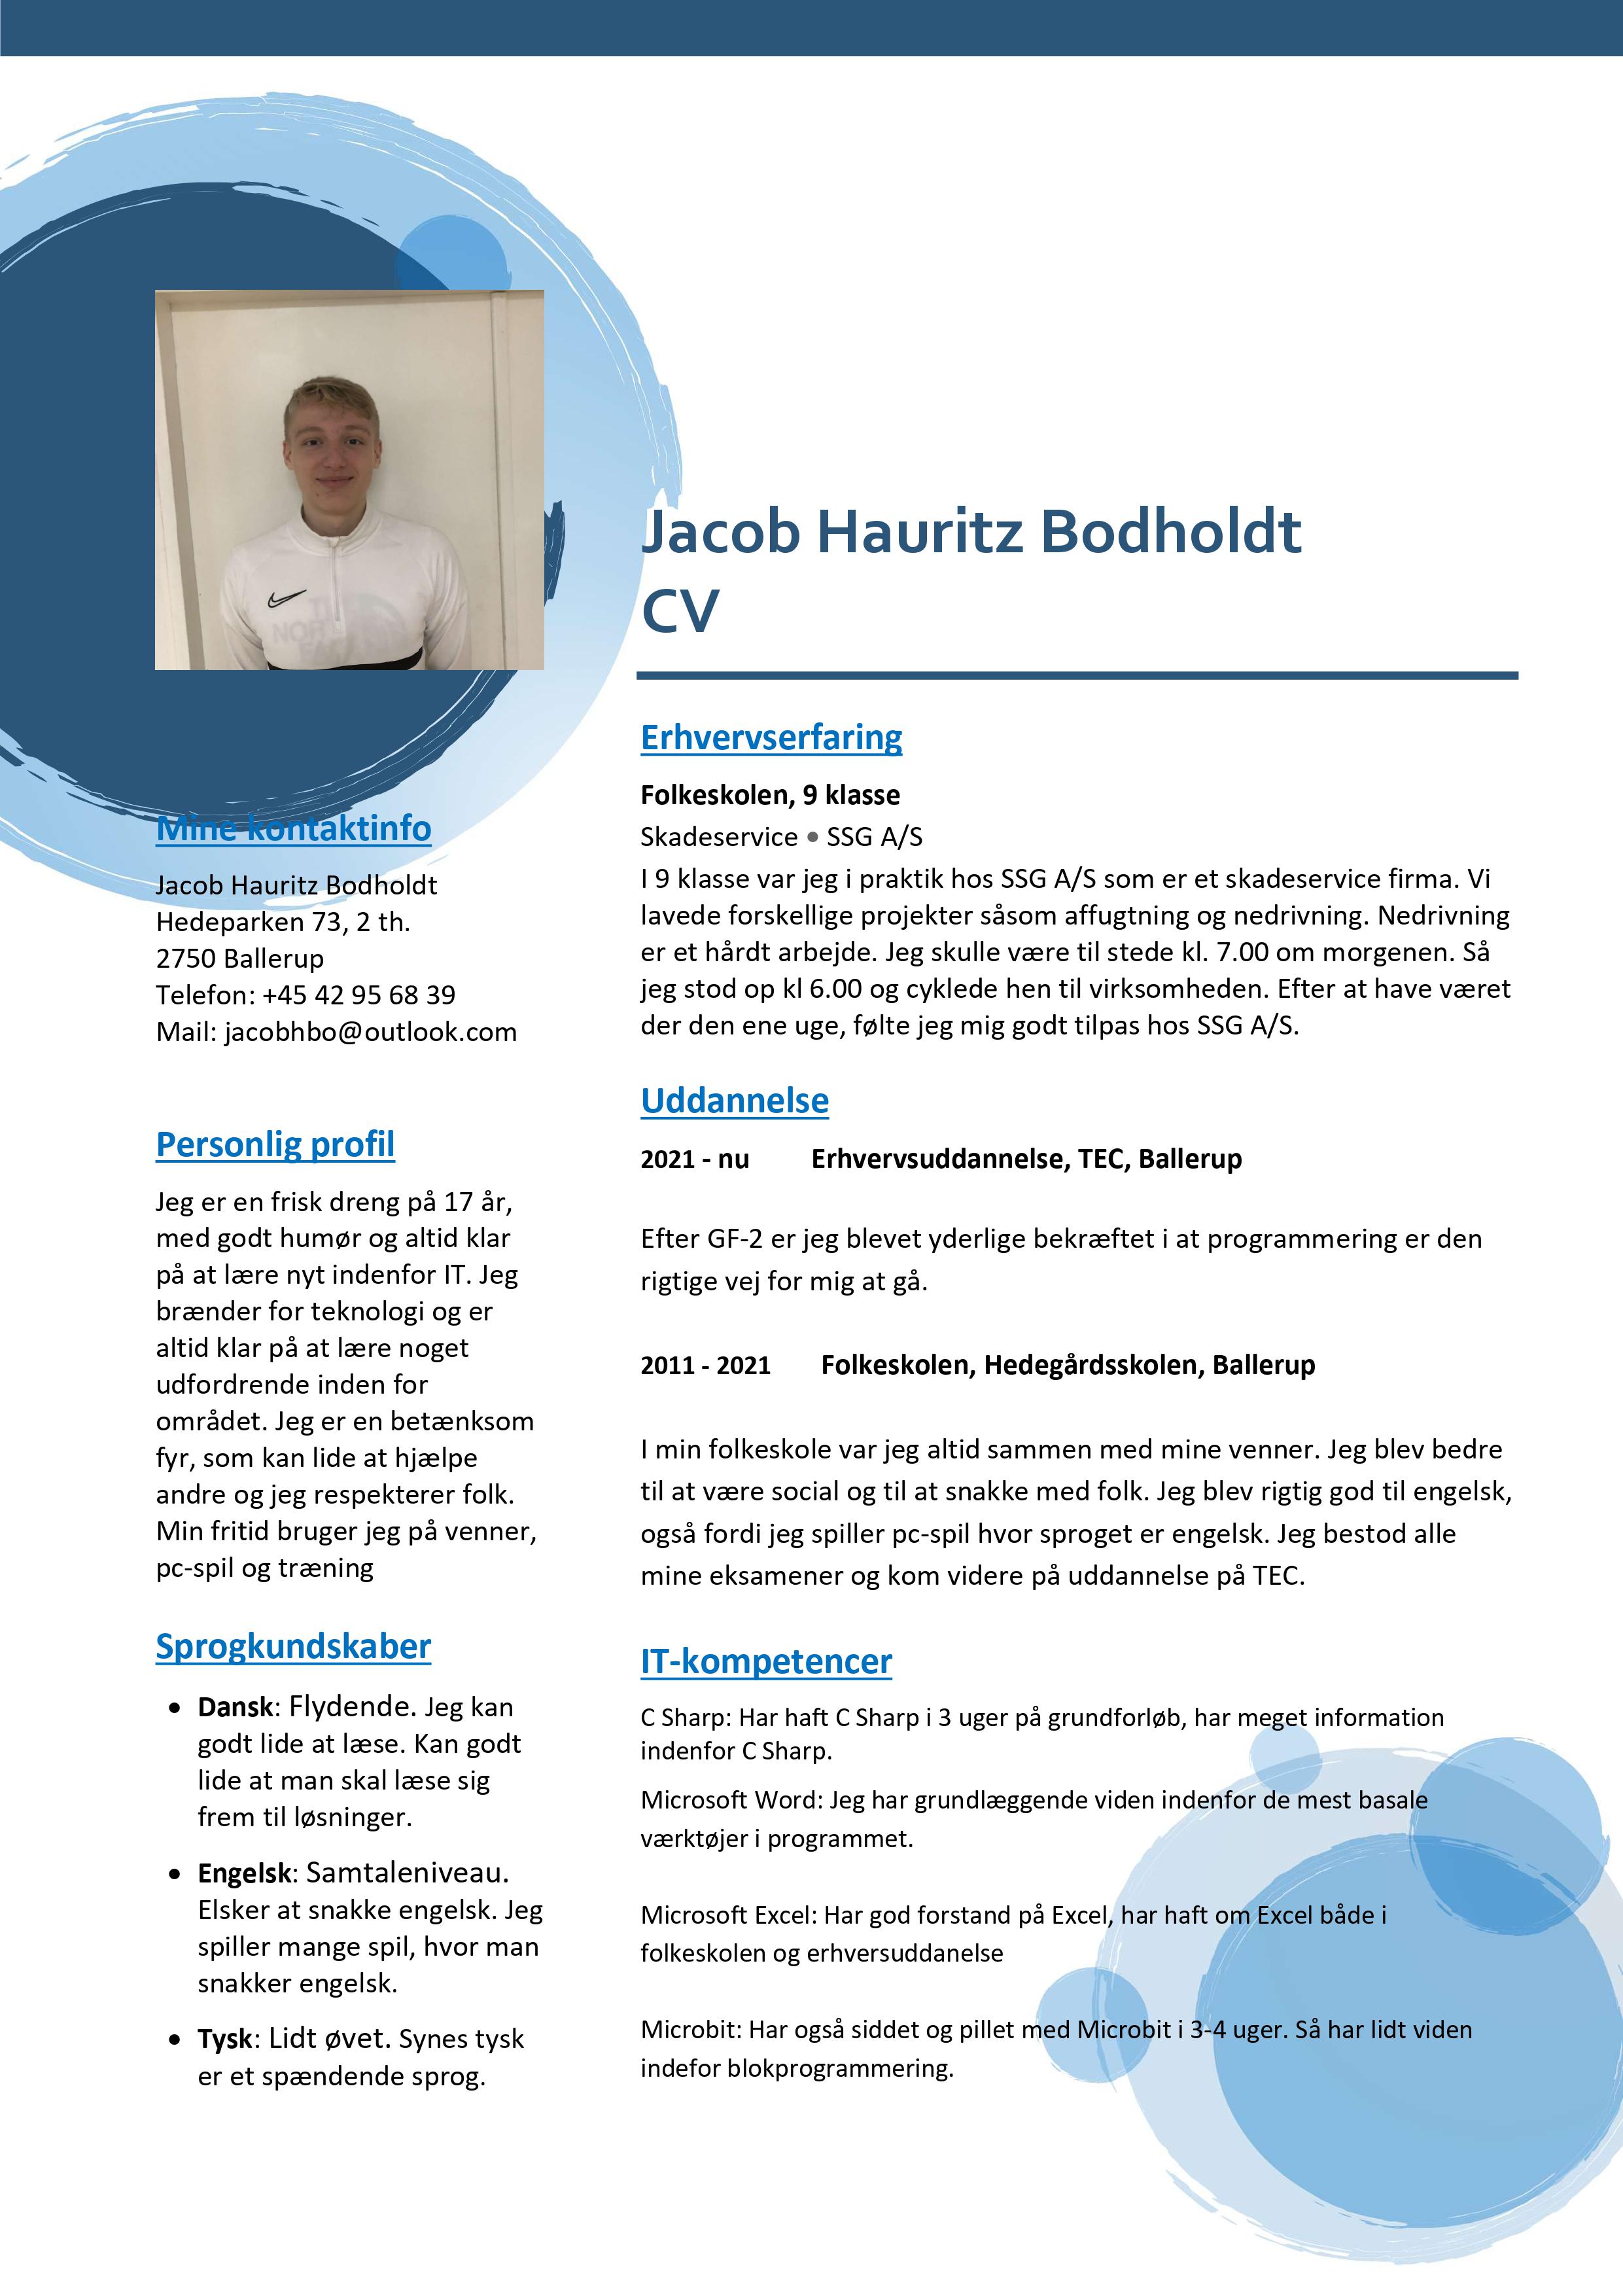 Jacob Hauritz Bodholdt
CV
Mine kontaktinfo
Jacob Hauritz Bodholdt
Hedeparken 73, 2 th.
2750 Ballerup
Telefon: +45 42 95 68 39
Mail: jacobhbo@outlook.com
Personlig profil
Jeg er en frisk dreng på 17 år,
med godt humør og altid klar
på at lære nyt indenfor IT. Jeg
brænder for teknologi og er
altid klar på at lære noget
udfordrende inden for
området. Jeg er en betænksom
fyr, som kan lide at hjælpe
andre og jeg respekterer folk.
Min fritid bruger jeg på venner,
pc-spil og træning
Sprogkundskaber
• Dansk: Flydende. Jeg kan
godt lide at læse. Kan godt
lide at man skal læse sig
frem til løsninger.
• Engelsk: Samtaleniveau.
Elsker at snakke engelsk. Jeg
spiller mange spil, hvor man
snakker engelsk.
• Tysk: Lidt øvet. Synes tysk
er et spændende sprog.
Erhvervserfaring
Folkeskolen, 9 klasse
Skadeservice • SSG A/S
I 9 klasse var jeg i praktik hos SSG A/S som er et skadeservice firma. Vi
lavede forskellige projekter såsom affugtning og nedrivning. Nedrivning
er et hårdt arbejde. Jeg skulle være til stede kl. 7.00 om morgenen. Så
jeg stod op kl 6.00 og cyklede hen til virksomheden. Efter at have været
der den ene uge, følte jeg mig godt tilpas hos SSG A/S.
Uddannelse
2021 - nu Erhvervsuddannelse, TEC, Ballerup
Efter GF-2 er jeg blevet yderlige bekræftet i at programmering er den
rigtige vej for mig at gå.
2011 - 2021 Folkeskolen, Hedegårdsskolen, Ballerup
I min folkeskole var jeg altid sammen med mine venner. Jeg blev bedre
til at være social og til at snakke med folk. Jeg blev rigtig god til engelsk,
også fordi jeg spiller pc-spil hvor sproget er engelsk. Jeg bestod alle
mine eksamener og kom videre på uddannelse på TEC.
IT-kompetencer
C Sharp: Har haft C Sharp i 3 uger på grundforløb, har meget information
indenfor C Sharp.
Microsoft Word: Jeg har grundlæggende viden indenfor de mest basale
værktøjer i programmet.
Microsoft Excel: Har god forstand på Excel, har haft om Excel både i
folkeskolen og erhversuddanelse
Microbit: Har også siddet og pillet med Microbit i 3-4 uger. Så har lidt viden
indefor blokprogrammering.